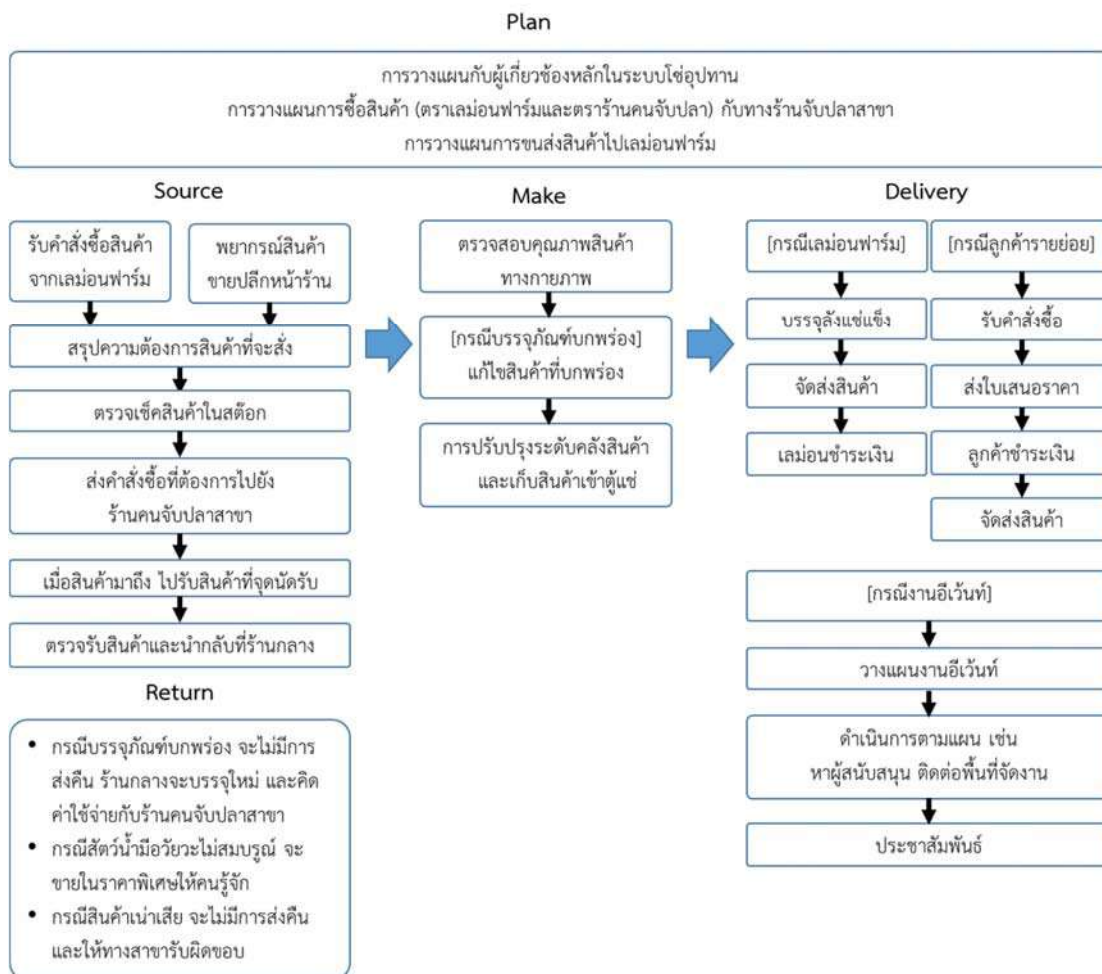 Plan
การวางแผนกับผู้เกี่ยวช้องหลักในระบบโซ่อุปทาน
การวางแผนการซื้อสินค้า (ตราเลม่อนฟาร์มและตราร้านคนจับปลา) กับทางร้านจับปลาสาขา
การวางแผนการขนส่งสินค้าไปเลม่อนฟาร์ม
Source
รับคำสั่งซื้อสินค้า
จากเลม่อนฟาร์ม
พยากรณ์สินค้า
ขายปลีกหน้าร้าน
สรุปความต้องการสินค้าที่จะสั่ง
ตรวจเช็คสินค้าในสต๊อก
ส่งคำสั่งซื้อที่ต้องการไปยัง
ร้านคนจับปลาสาขา
เมื่อสินค้ามาถึง ไปรับสินค้าที่จุดนัดรับ
ตรวจรับสินค้าและนำกลับที่ร้านกลาง
Make
ตรวจสอบคุณภาพสินค้า
ทางกายภาพ
[กรณีบรรจุภัณฑ์บกพร่อง]
แก้ไขสินค้าที่บกพร่อง
การปรับปรุงระดับคลังสินค้า
และเก็บสินค้าเข้าตู้แช่
Delivery
[กรณีเลม่อนฟาร์ม]
บรรจุลังแช่แข็ง
จัดส่งสินค้า
เลม่อนชำระเงิน
[กรณีลูกค้ารายย่อย]
รับคำสั่งซื้อ
ส่งใบเสนอราคา
ลูกค้าชำระเงิน
จัดส่งสินค้า
[กรณีงานอีเว้นท์]
วางแผนงานอีเว้นท์
ดำเนินการตามแผน เช่น
หาผู้สนับสนุน ติดต่อพื้นที่จัดงาน
ประชาสัมพันธ์
Return
• กรณีบรรจุภัณฑ์บกพร่อง จะไม่มีการ
ส่งคืน ร้านกลางจะบรรจุใหม่ และคิด
ค่าใช้จ่ายกับร้านคนจับปลาสาขา
• กรณีสัตว์น้ำมีอวัยวะไม่สมบรูณ์ จะ
ขายในราคาพิเศษให้คนรู้จัก
• กรณีสินค้าเน่าเสีย จะไม่มีการส่งคืน
และให้ทางสาขารับผิดขอบ